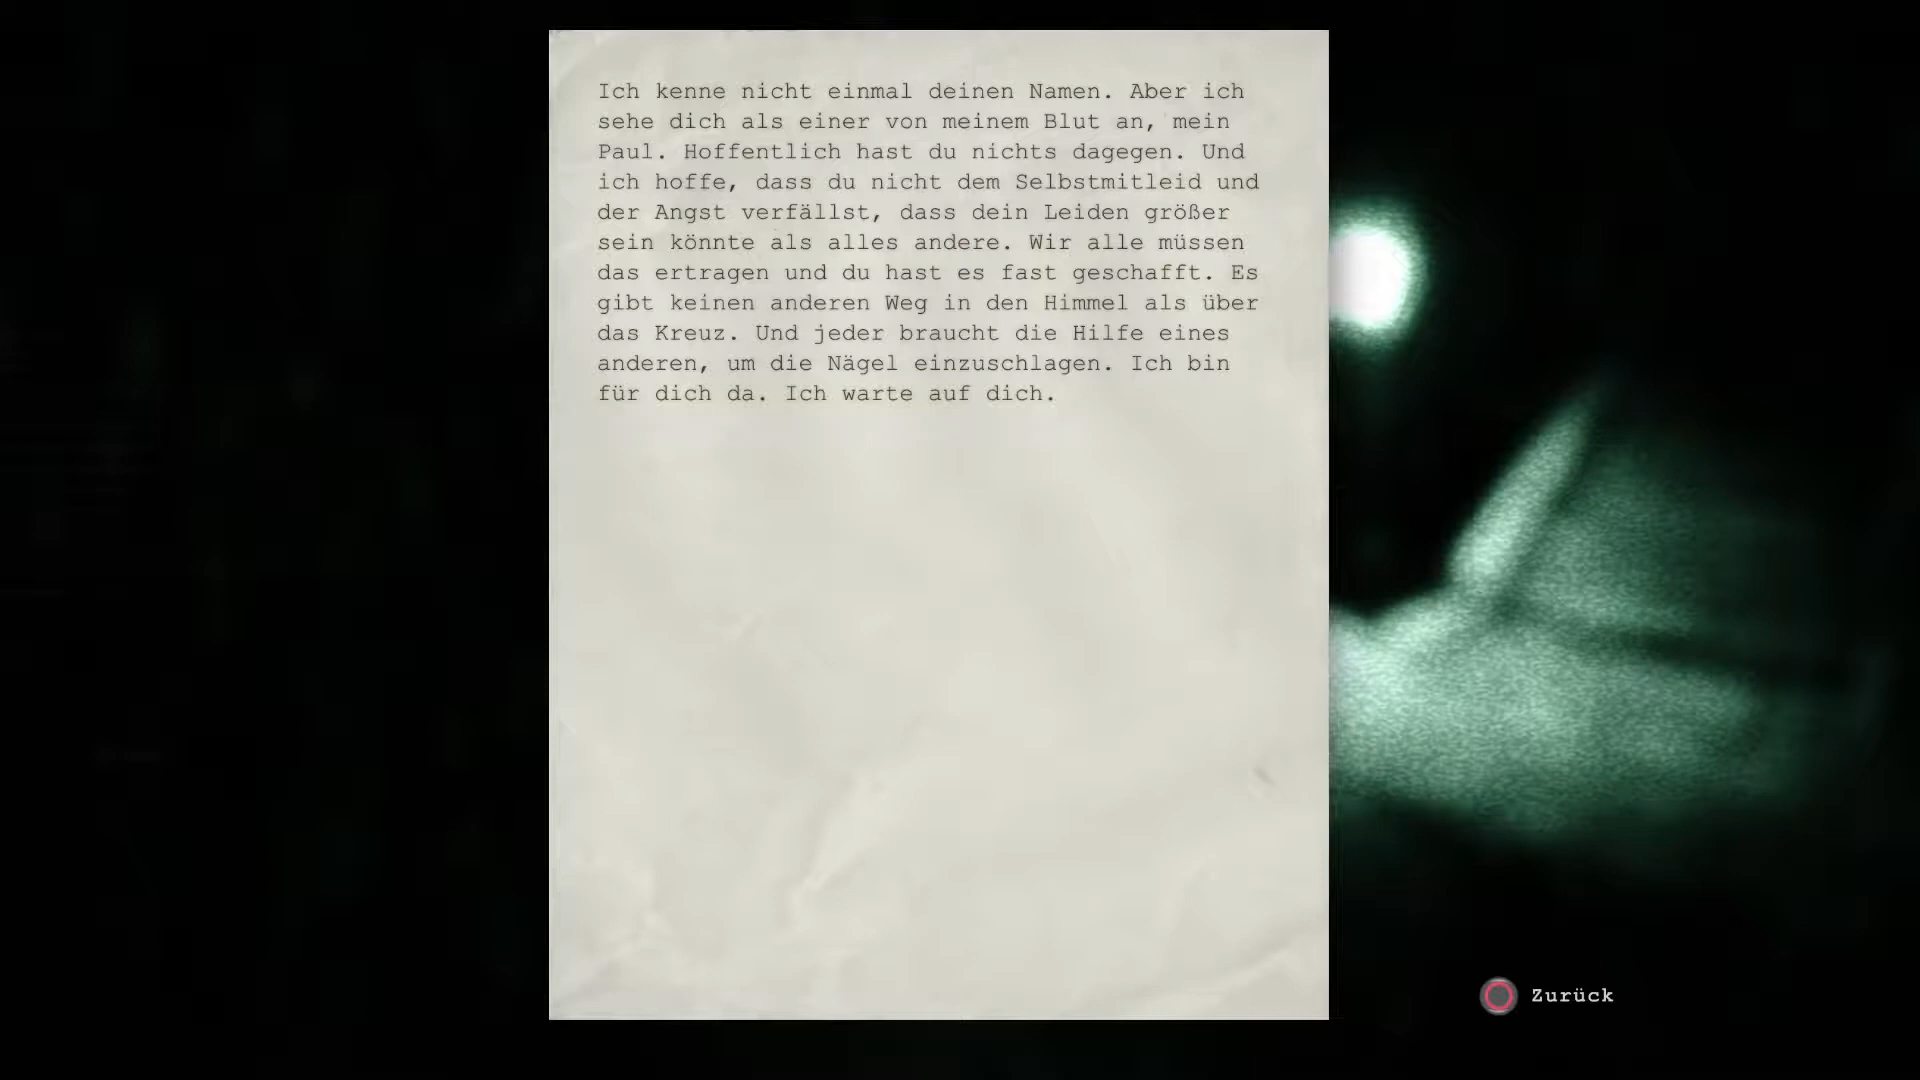 Ich kenne nicht einmal deinen Namen. Aber ich
sehe dich als einer von meinem Blut an, mein
Paul. Hoffentlich hast du nichts dagegen. Und
ich hoffe, dass du nicht dem Selbstmitleid und
der Angst verfällst, dass dein Leiden größer
sein könnte als alles andere. Wir alle müssen
das ertragen und du hast es fast geschafft. Es
gibt keinen anderen Weg in den Himmel als über
das Kreuz. Und jeder braucht die Hilfe eines
anderen, um die Nägel einzuschlagen. Ich bin
für dich da. Ich warte auf dich.
Zurück